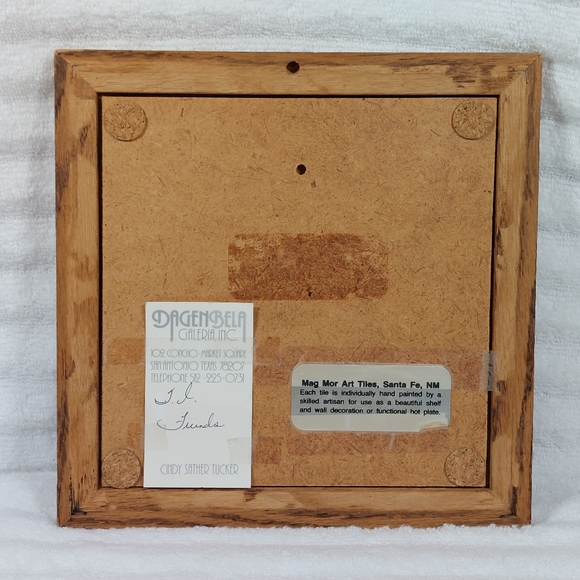 DAGENBELA
GALERIA, INC.
102 CONCHO - MARKET SQUARE
SAN ANTONIO TEXAS 78207
TELEPHONE 512 - 225-0731
Friends
CINDY SATHER TUCKER
Mag Mor Art Tiles, Santa Fe, NM
Each tile is individually hand painted by a
skilled artisan for use as a beautiful shelf
and wall decoration or functional hot plate.